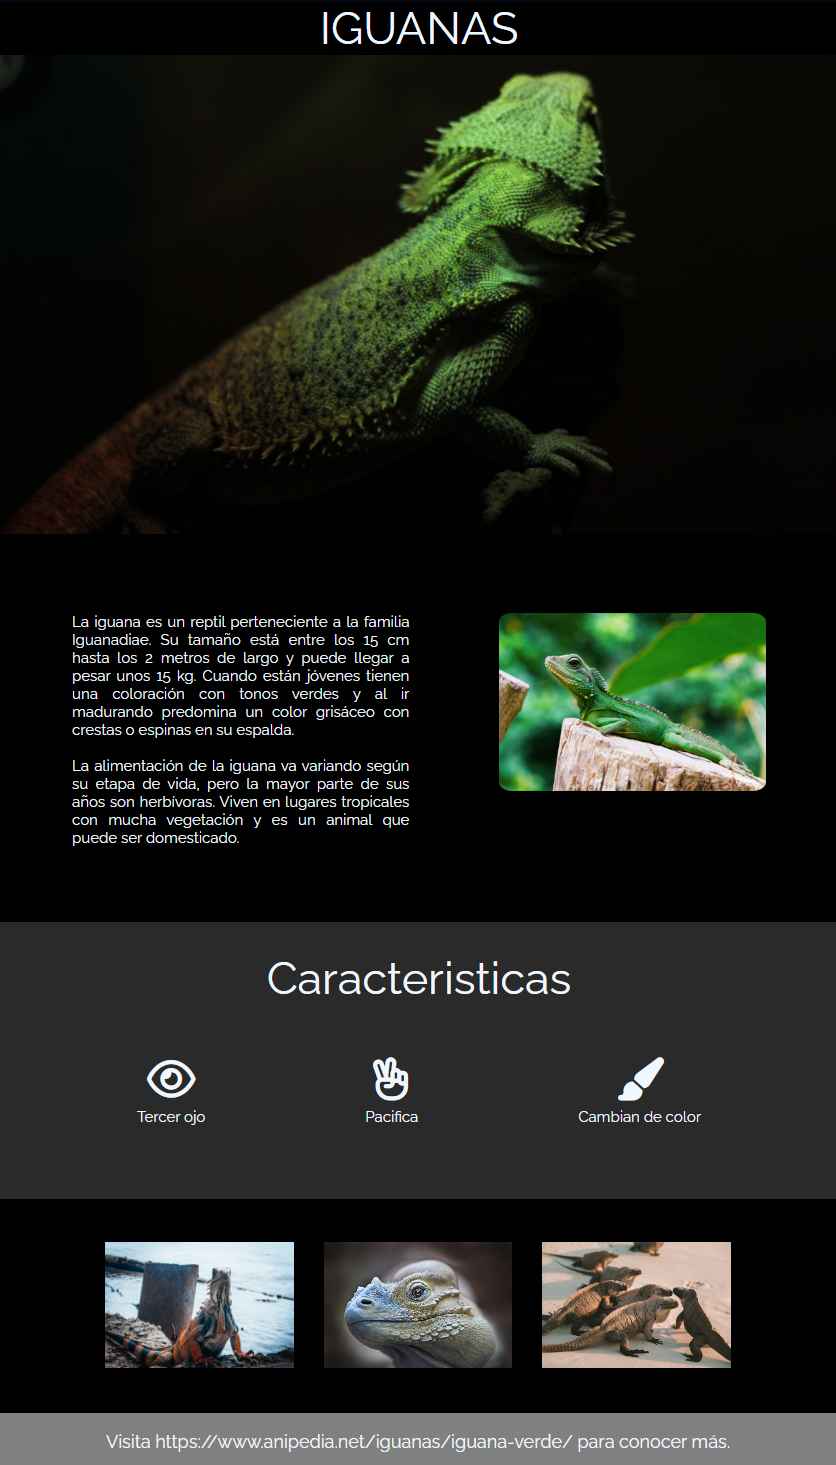 IGUANAS
La iguana es un reptil perteneciente a la familia
Iguanadiae. Su tamaño está entre los 15 cm
hasta los 2 metros de largo y puede llegar a
pesar unos 15 kg. Cuando están jóvenes tienen
una coloración con tonos verdes y al ir
madurando predomina un color grisáceo con
crestas o espinas en su espalda.
La alimentación de la iguana va variando según
su etapa de vida, pero la mayor parte de sus
años son herbívoras. Viven en lugares tropicales
con mucha vegetación y es un animal que
puede ser domesticado.
Caracteristicas
Tercer ojo
Pacifica
Cambian de color
Visita https://www.anipedia.net/iguanas/iguana-verde/ para conocer más.